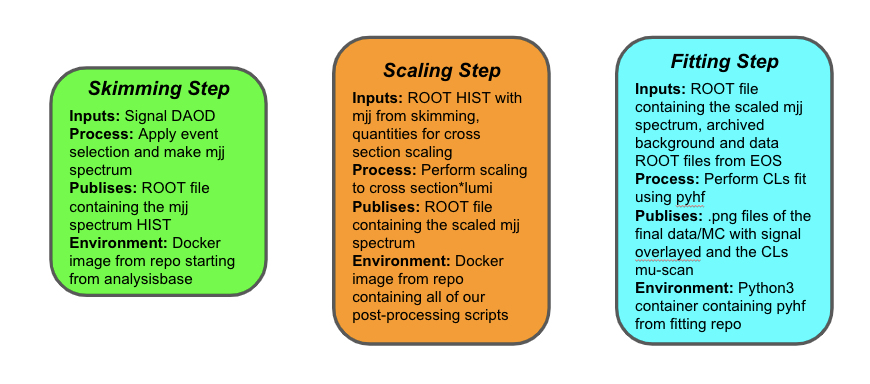 Skimming Step
Inputs: Signal DAOD
Process: Apply event
selection and make mjj
spectrum
Publises: ROOT file
containing the mjj
spectrum HIST
Environment: Docker
image from repo starting
from analysisbase
Scaling Step
Inputs: ROOT HIST with
mjj from skimming,
quantities for cross
section scaling
Process: Perform scaling
to cross section*lumi
Publises: ROOT file
containing the scaled mjj
spectrum
Environment: Docker
image from repo
containing all of our
post-processing scripts
Fitting Step
Inputs: ROOT file
containing the scaled mjj
spectrum, archived
background and data
ROOT files from EOS
Process: Perform CLs fit
using pyhf
Publises: .png files of the
final data/MC with signal
overlayed and the CLs
mu-scan
Environment: Python3
container containing pyhf
from fitting repo